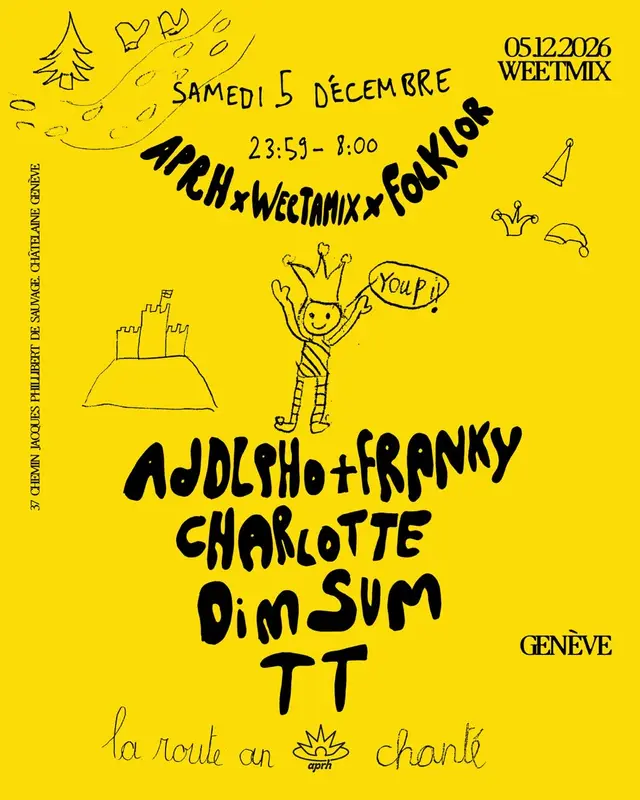 05.12.2026
WEETMIX
SAMEDI 5 DÉCEMBRE
23:59 - 8:00
APRH x WEETAMIX x FOLKLOR
37 CHEMIN JACQUES PHILLIBERT DE SAUVAGE. CHÂTELAINE GENÈVE
YOUPI!
ADOLPHO + FRANKY
CHARLOTTE
DiM SUM
TT
GENÈVE
la route an chanté
aprh